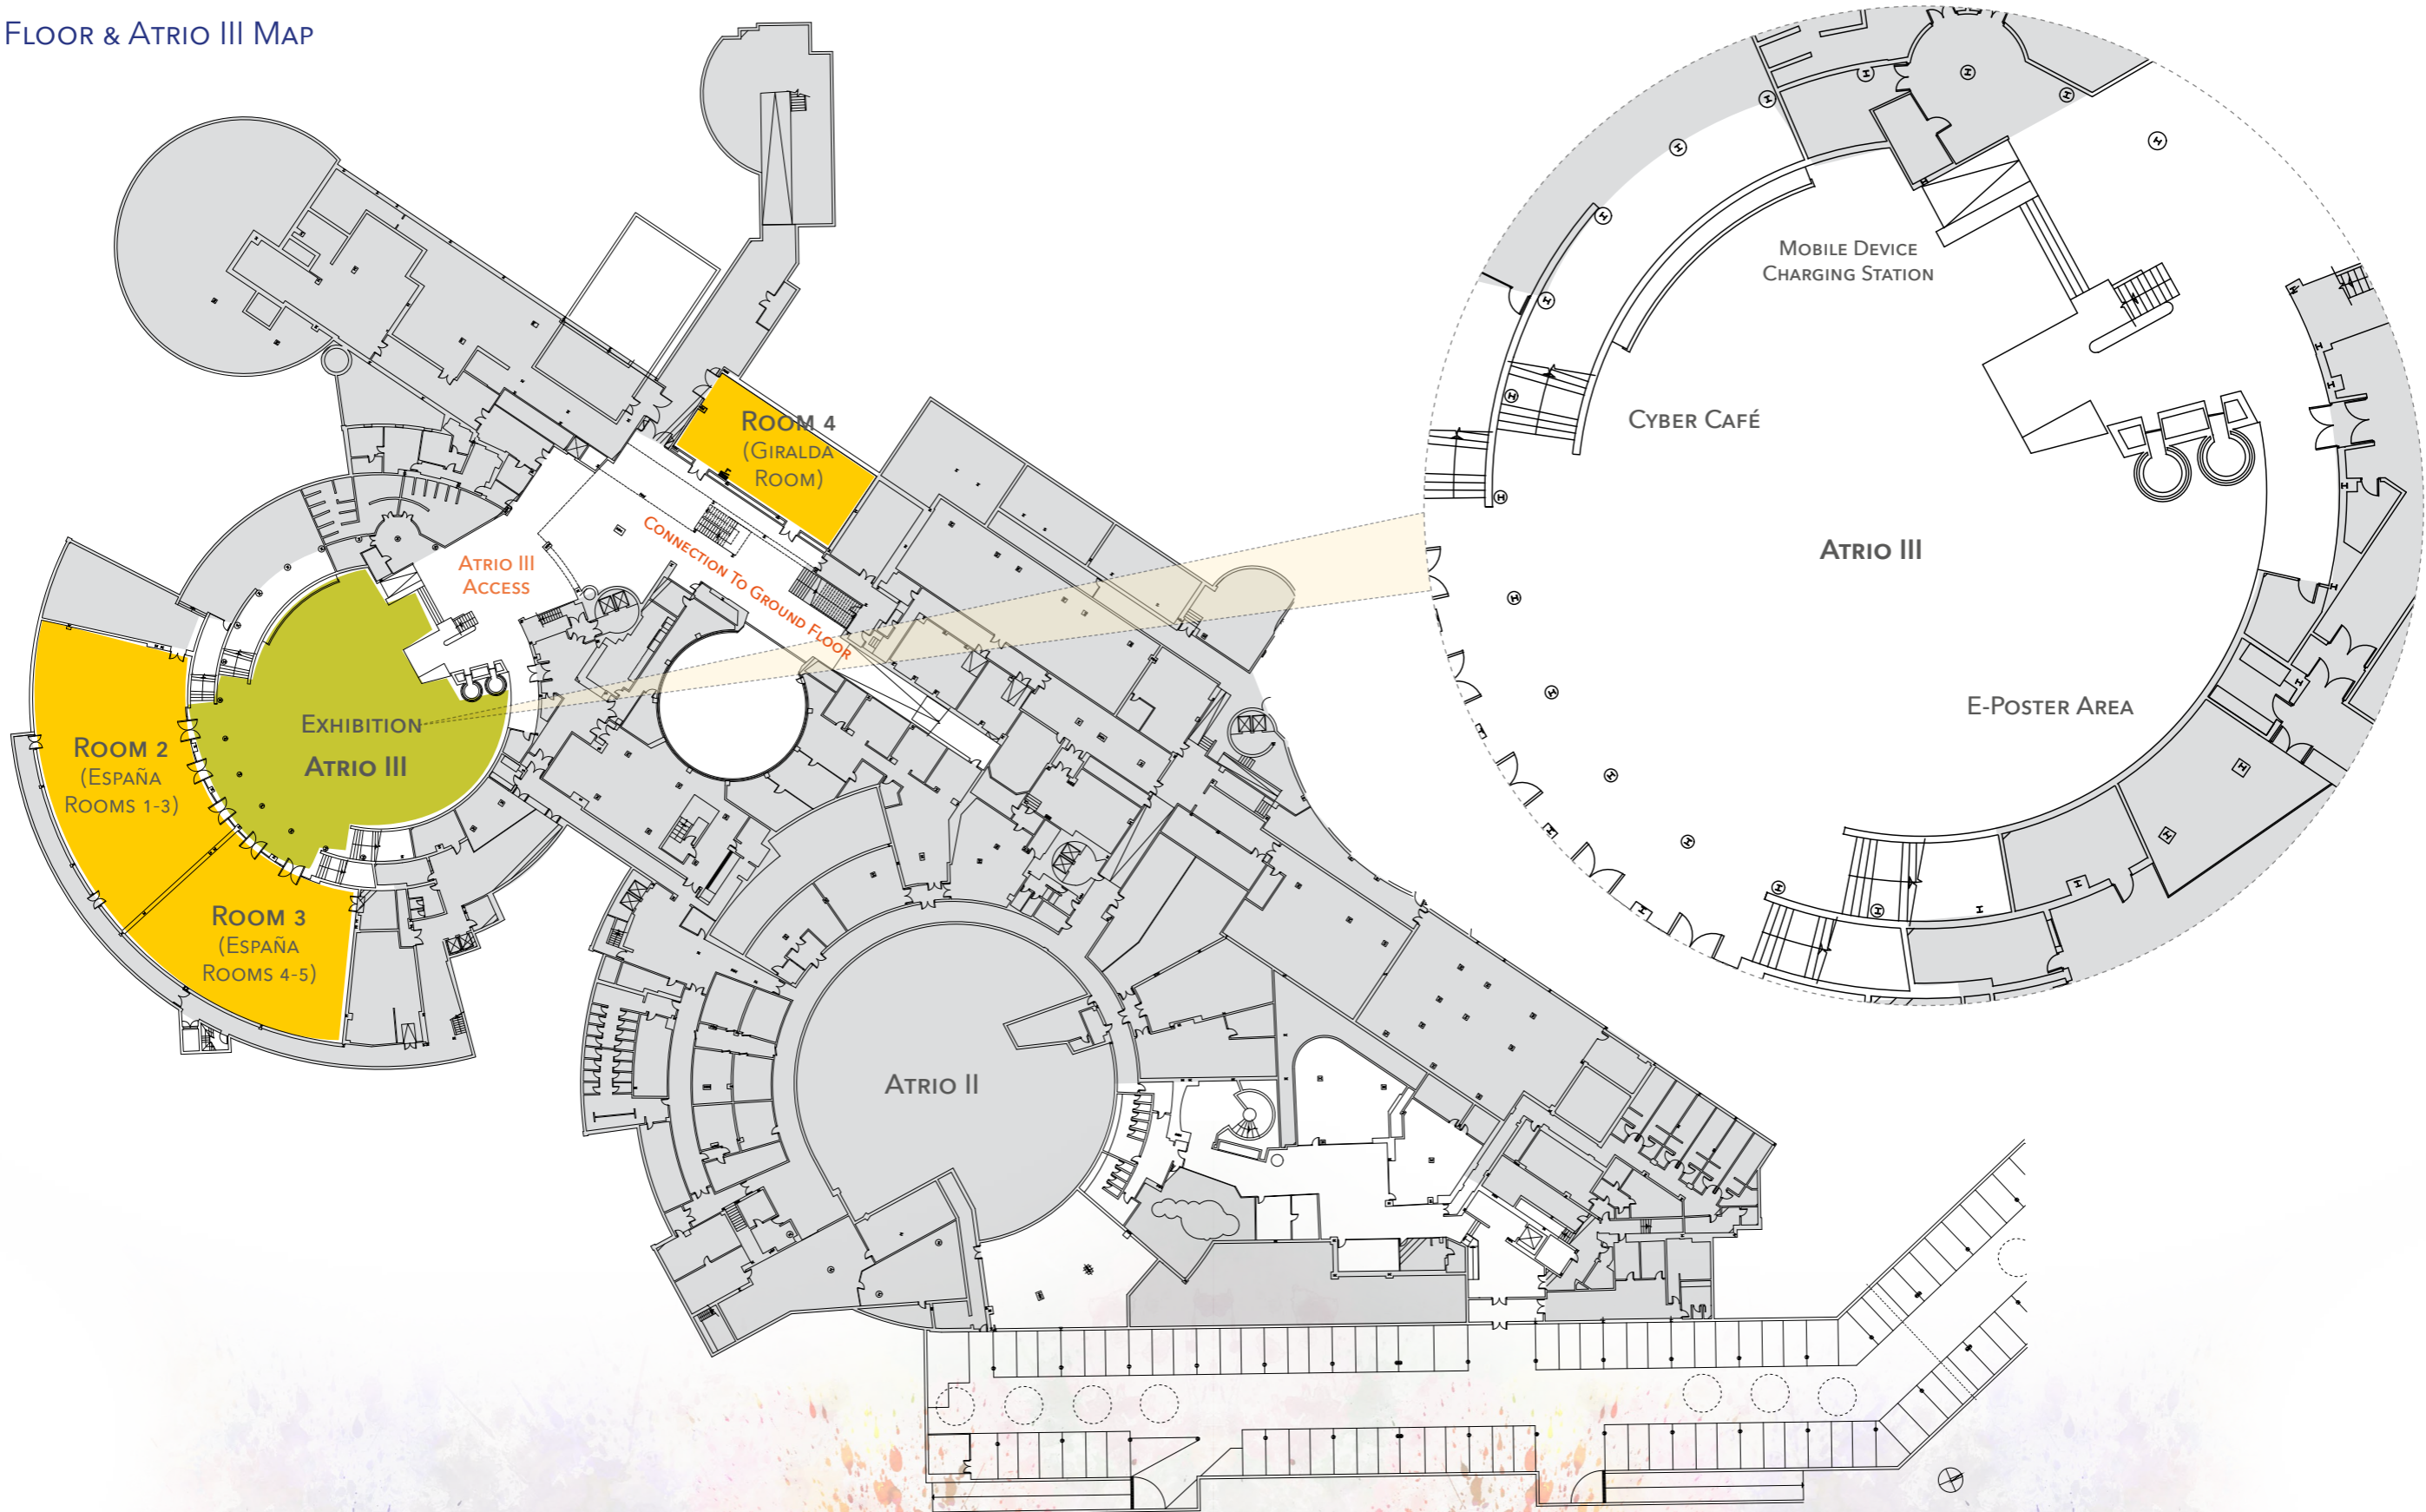 Floor & Atrio III Map
Room 4
(Giralda
Room)
Connection To Ground Floor
Atrio III
Access
Exhibition
Atrio III
Room 2
(España
Rooms 1-3)
Room 3
(España
Rooms 4-5)
Atrio II
Mobile Device
Charging Station
Cyber Café
Atrio III
E-Poster Area